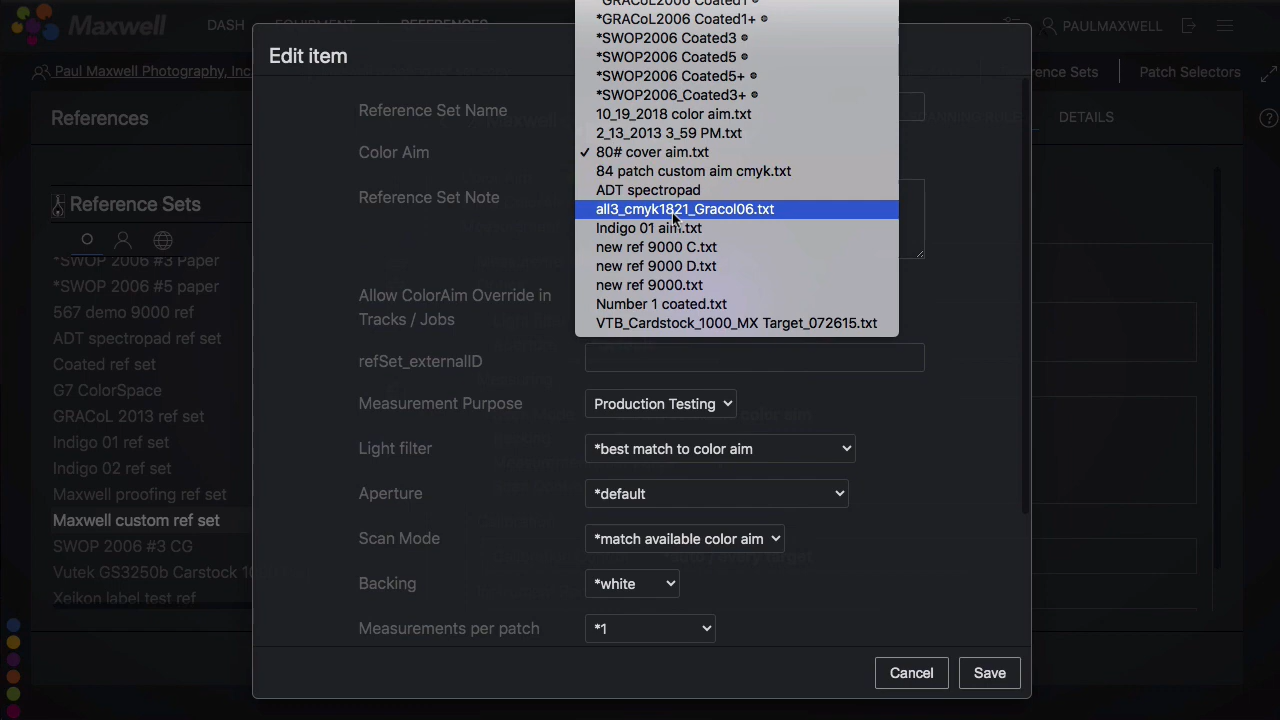 Maxwell
DASH
EQUIPMENT
REFERENCES
PAULMAXWELL
Paul Maxwell Photography, Inc
Reference Sets
Patch Selectors
References
DETAILS
Reference Sets
*SWOP 2006 #3 Paper
*SWOP 2006 #5 paper
567 demo 9000 ref
ADT spectropad ref set
Coated ref set
G7 ColorSpace
GRACoL 2013 ref set
Indigo 01 ref set
Indigo 02 ref set
Maxwell proofing ref set
Maxwell custom ref set
SWOP 2006 #3 CG
Vutek GS3250b Carstock
Xeikon label test ref
Edit item
Reference Set Name
Color Aim
Reference Set Note
Allow ColorAim Override in
Tracks / Jobs
refSet_externalID
Measurement Purpose
Production Testing
Light filter
*best match to color aim
Aperture
*default
Scan Mode
*match available color aim
Backing
*white
Measurements per patch
*1
*GRACoL2006 Coated1
*GRACoL2006 Coated1+
*SWOP2006 Coated3
*SWOP2006 Coated5
*SWOP2006 Coated5+
*SWOP2006_Coated3+
10_19_2018 color aim.txt
2_13_2013 3_59 PM.txt
✓ 80# cover aim.txt
84 patch custom aim cmyk.txt
ADT spectropad
all3_cmyk1821_Gracol06.txt
Indigo 01 aim.txt
new ref 9000 C.txt
new ref 9000 D.txt
new ref 9000.txt
Number 1 coated.txt
VTB_Cardstock_1000_MX Target_072615.txt
Cancel
Save